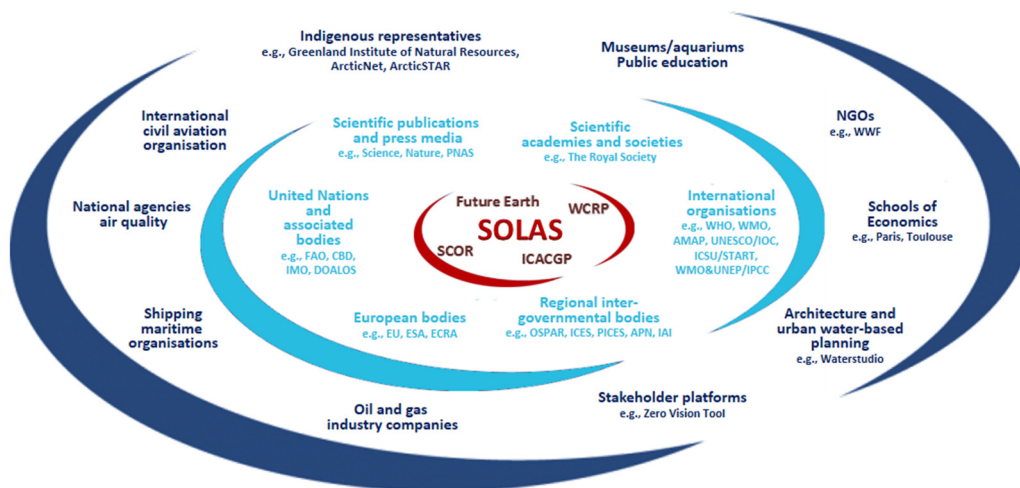 Indigenous representatives
e.g., Greenland Institute of Natural Resources,
ArcticNet, ArcticSTAR
Museums/aquariums
Public education
International
civil aviation
organisation
Scientific publications
and press media
e.g., Science, Nature, PNAS
Scientific
academies and societies
e.g., The Royal Society
NGOs
e.g., WWF
National agencies
air quality
United Nations
and
associated
bodies
e.g., FAO, CBD,
IMO, DOALOS
Future Earth
WCRP
SOLAS
SCOR
ICACGP
International
organisations
e.g., WHO, WMO,
AMAP, UNESCO/IOC,
ICSU/START,
WMO&UNEP/IPCC
Schools of
Economics
e.g., Paris, Toulouse
Shipping
maritime
organisations
European bodies
e.g., EU, ESA, ECRA
Regional inter-
governmental bodies
e.g., OSPAR, ICES, PICES, APN, IAI
Architecture and
urban water-based
planning
e.g., Waterstudio
Oil and gas
industry companies
Stakeholder platforms
e.g., Zero Vision Tool